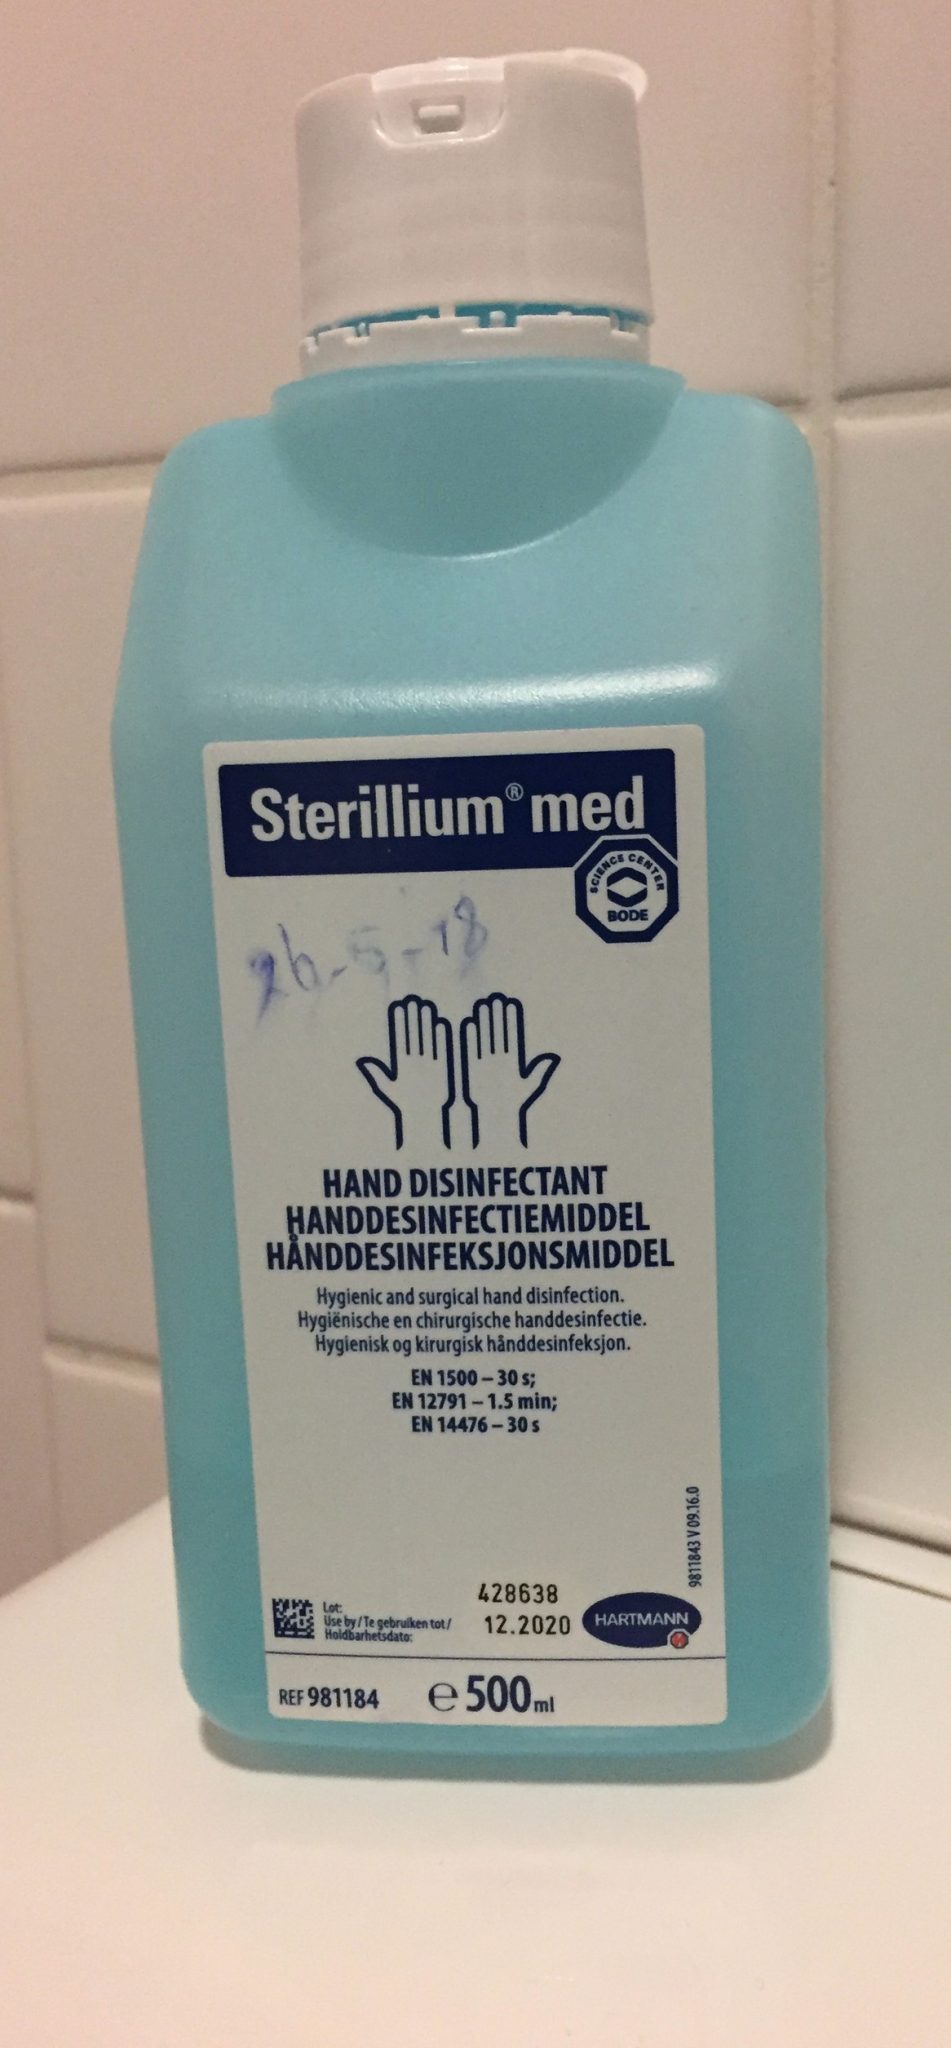 Sterillium® med
SCIENCE CENTER
BODE
26-5-18
HAND DISINFECTANT
HANDDESINFECTIEMIDDEL
HÅNDDESINFEKSJONSMIDDEL
Hygienic and surgical hand disinfection.
Hygiënische en chirurgische handdesinfectie.
Hygienisk og kirurgisk hånddesinfeksjon.
EN 1500 – 30 s;
EN 12791 – 1.5 min;
EN 14476 – 30 s
9811843 V 09.16.0
Lot: 428638
Use by / Te gebruiken tot / 12.2020
Holdbarhetsdato:
HARTMANN
REF 981184 e 500 ml